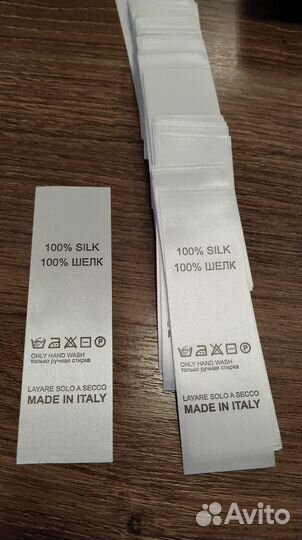 100% SILK
100% ШЕЛК
ONLY HAND WASH
только ручная стирка
LAYARE SOLO A SECCO
MADE IN ITALY
100% SILK
100% ШЕЛК
ONLY HAND WASH
только ручная стирка
LAYARE SOLO A SECCO
MADE IN ITALY
Avito